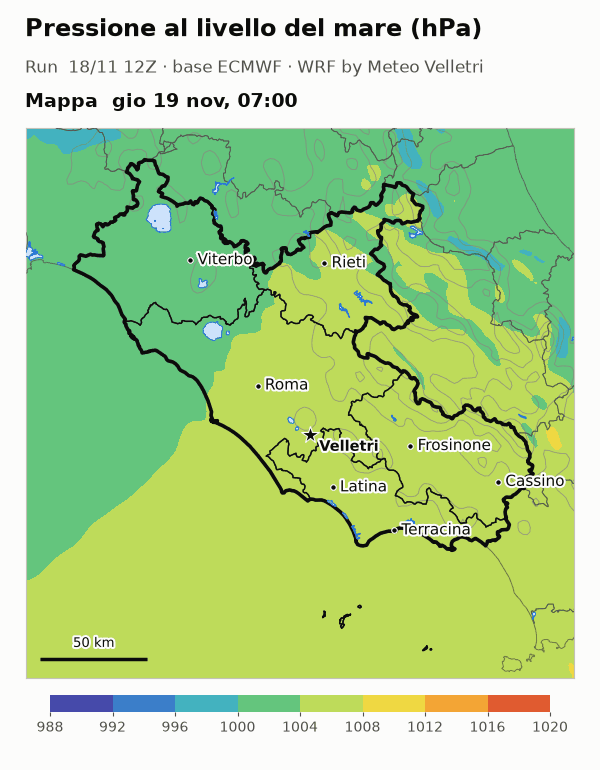 Pressione al livello del mare (hPa)
Run  18/11 12Z · base ECMWF · WRF by Meteo Velletri
Mappa  gio 19 nov, 07:00
Viterbo
Rieti
Roma
Velletri
Frosinone
Latina
Cassino
Terracina
50 km
988 992 996 1000 1004 1008 1012 1016 1020